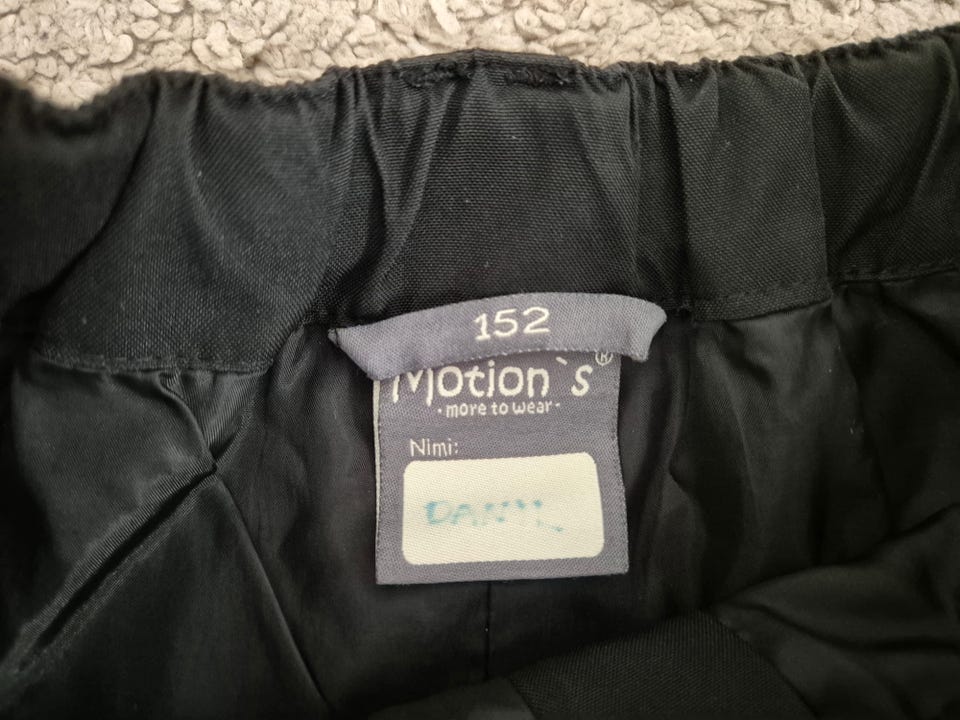 152
Motion`s®
·more to wear·
Nimi: